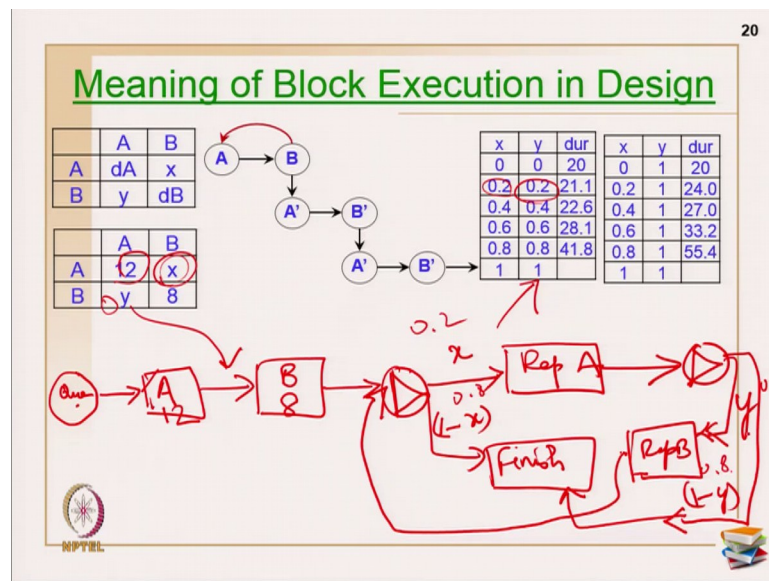 20
Meaning of Block Execution in Design
A B
A dA x
B y dB
A B
A 12 x
B y 8
A B
A' B'
A' B'
x y dur
0 0 20
0.2 0.2 21.1
0.4 0.4 22.6
0.6 0.6 28.1
0.8 0.8 41.8
1 1
x y dur
0 1 20
0.2 1 24.0
0.4 1 27.0
0.6 1 33.2
0.8 1 55.4
1 1
0.2
x
Rep A
Que
A
12
B
8
0.8
(1-x)
y
Finish
RepB
0.8
(1-y)
NPTEL